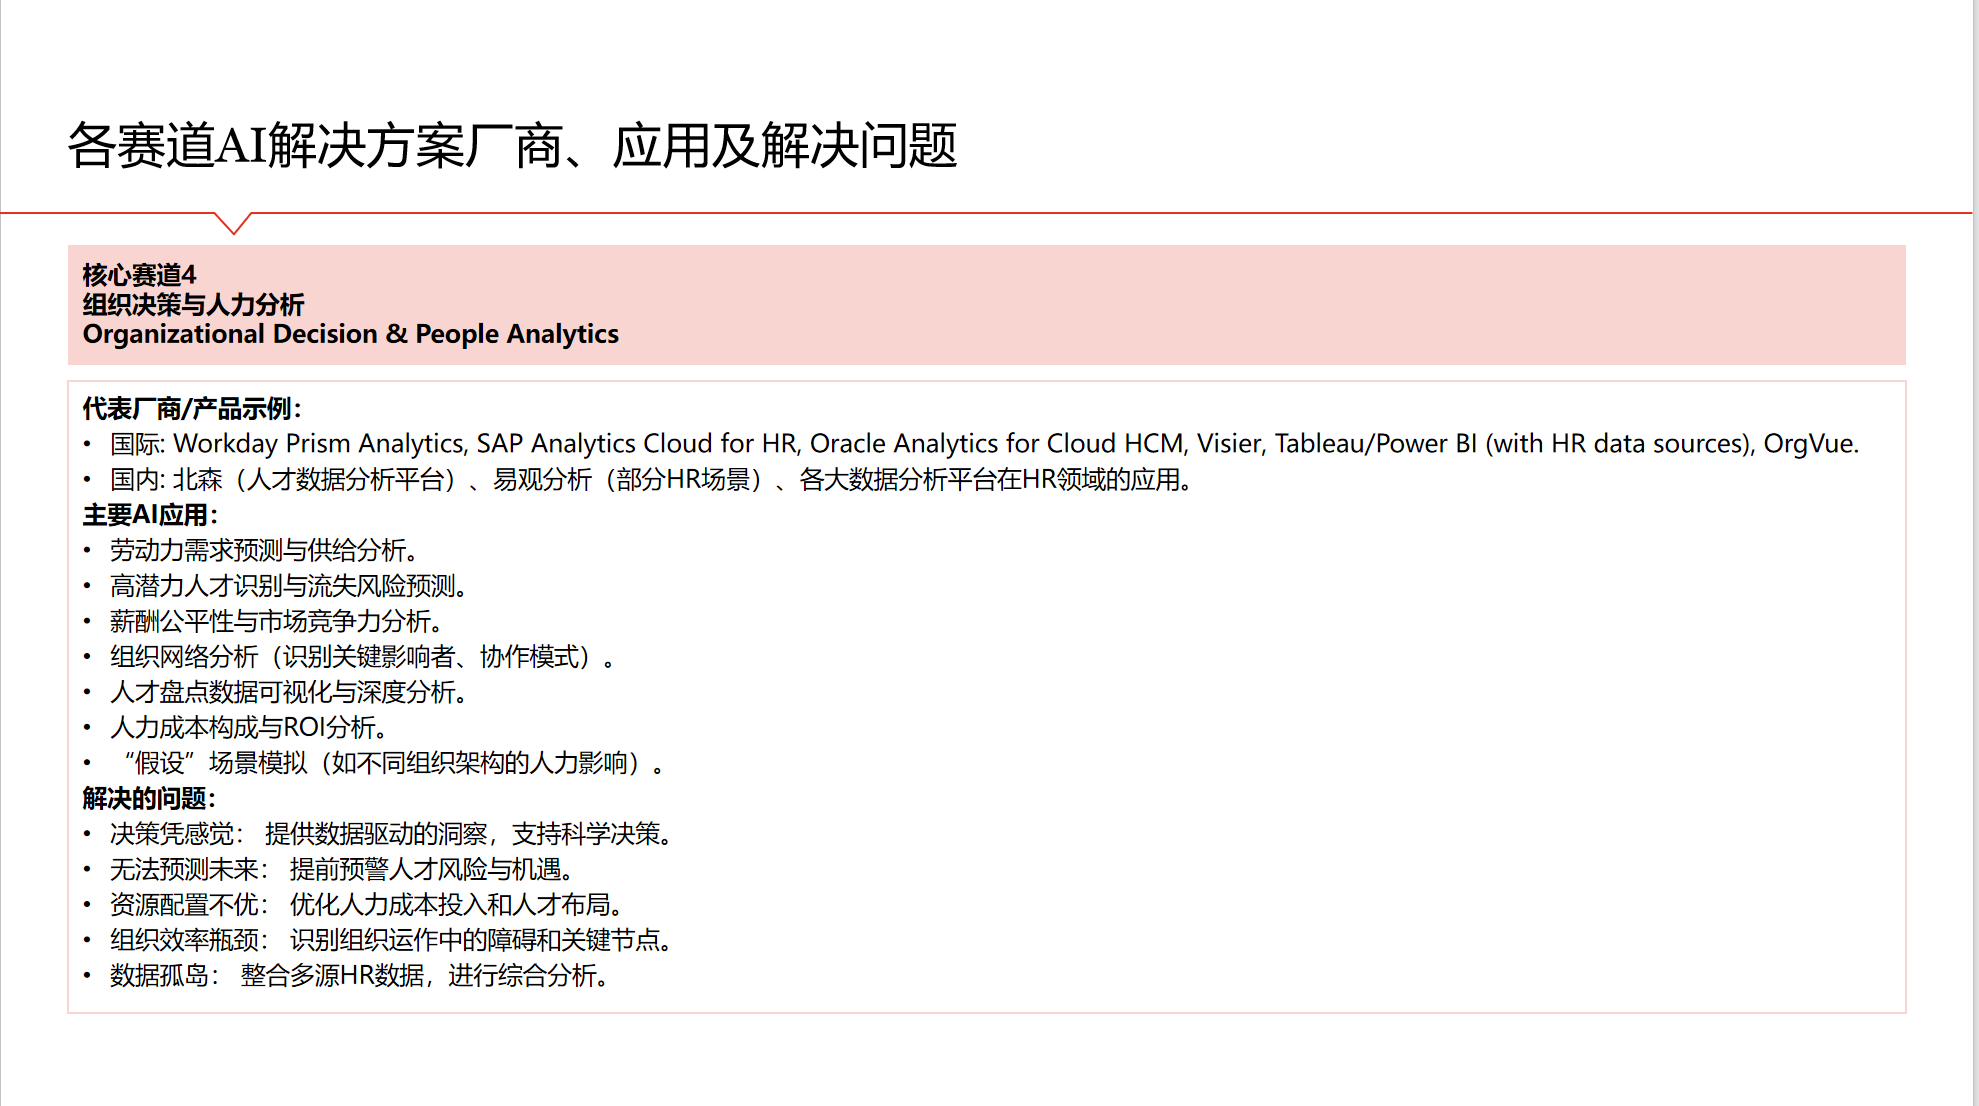 各赛道AI解决方案厂商、应用及解决问题
核心赛道4
组织决策与人力分析
Organizational Decision & People Analytics
代表厂商/产品示例：
• 国际: Workday Prism Analytics, SAP Analytics Cloud for HR, Oracle Analytics for Cloud HCM, Visier, Tableau/Power BI (with HR data sources), OrgVue.
• 国内: 北森（人才数据分析平台）、易观分析（部分HR场景）、各大数据分析平台在HR领域的应用。
主要AI应用：
• 劳动力需求预测与供给分析。
• 高潜力人才识别与流失风险预测。
• 薪酬公平性与市场竞争力分析。
• 组织网络分析（识别关键影响者、协作模式）。
• 人才盘点数据可视化与深度分析。
• 人力成本构成与ROI分析。
• “假设”场景模拟（如不同组织架构的人力影响）。
解决的问题：
• 决策凭感觉： 提供数据驱动的洞察，支持科学决策。
• 无法预测未来： 提前预警人才风险与机遇。
• 资源配置不优： 优化人力成本投入和人才布局。
• 组织效率瓶颈： 识别组织运作中的障碍和关键节点。
• 数据孤岛： 整合多源HR数据，进行综合分析。